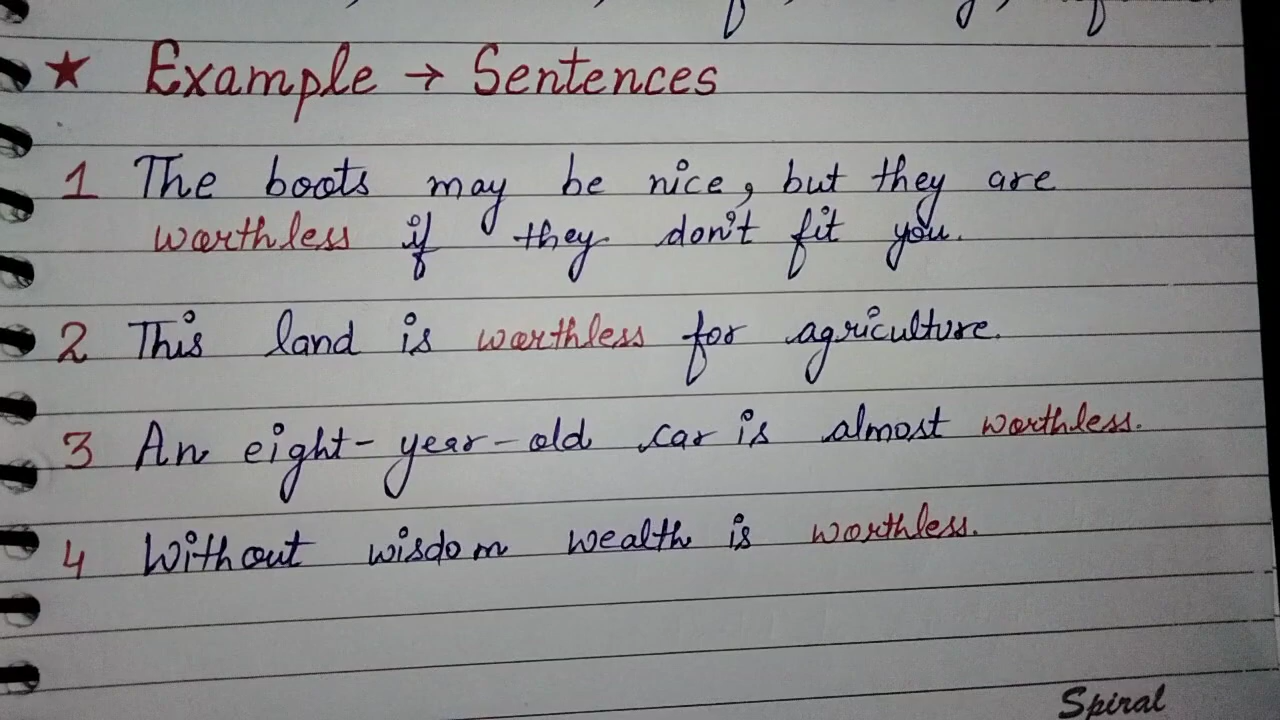 ★ Example → Sentences
1 The boots may be nice, but they are
worthless if they don't fit you.
2 This land is worthless for agriculture.
3 An eight-year-old car is almost worthless.
4 Without wisdom wealth is worthless.
Spiral